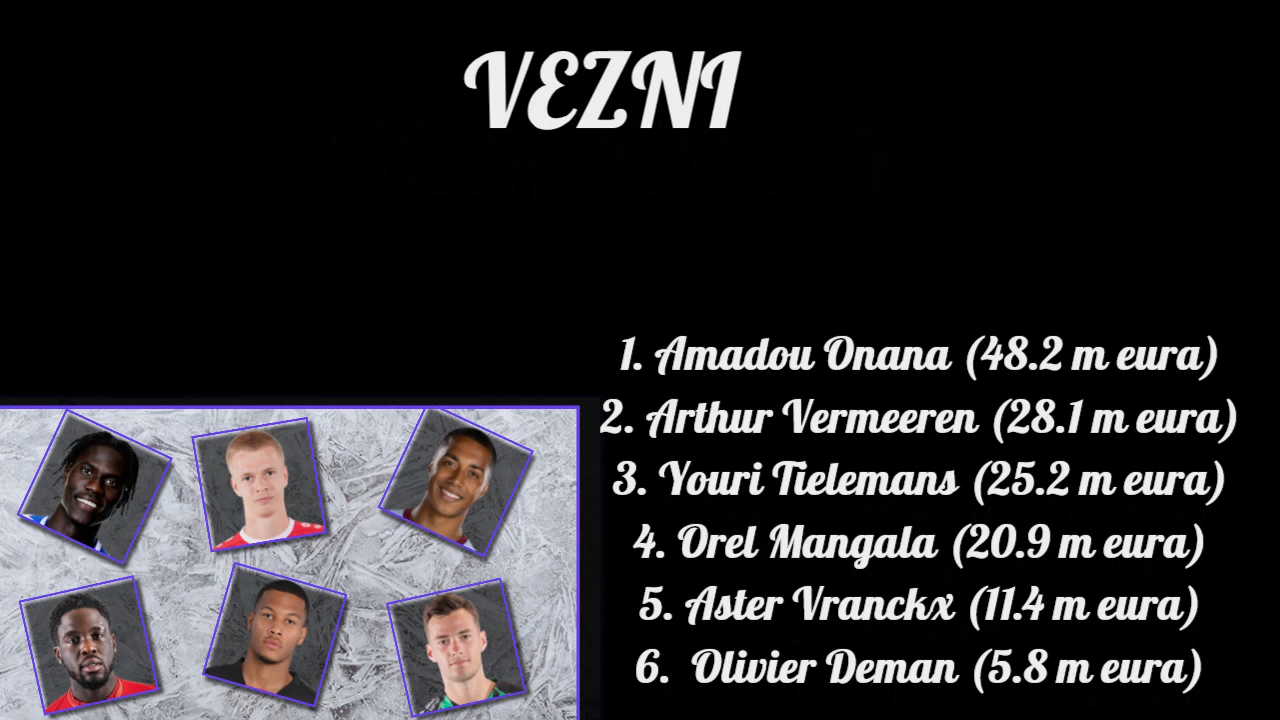 VEZNI
1. Amadou Onana (48.2 m eura)
2. Arthur Vermeeren (28.1 m eura)
3. Youri Tielemans (25.2 m eura)
4. Orel Mangala (20.9 m eura)
5. Aster Vranckx (11.4 m eura)
6. Olivier Deman (5.8 m eura)